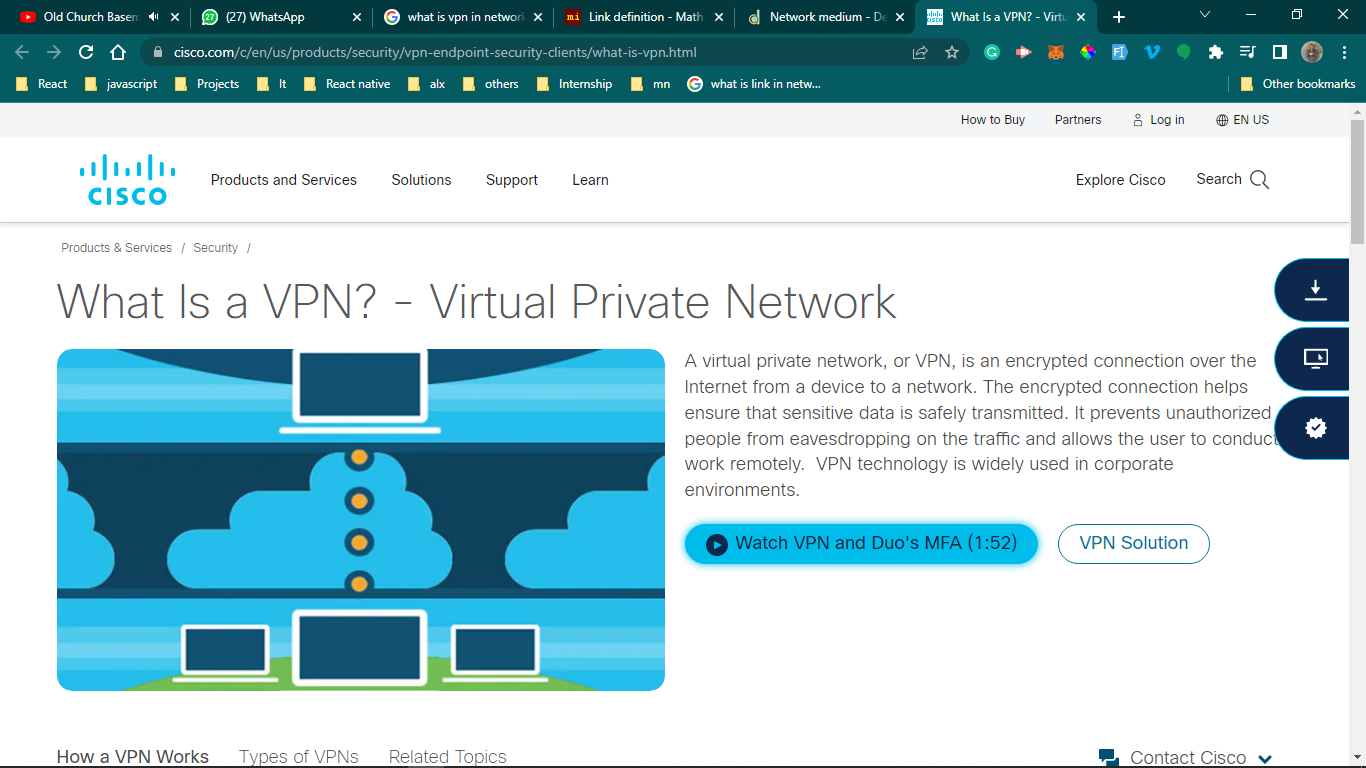 Old Church Basem
(27) WhatsApp
what is vpn in network
Link definition - Math
Network medium - De
What Is a VPN? - Virtu
cisco.com/c/en/us/products/security/vpn-endpoint-security-clients/what-is-vpn.html
React
javascript
Projects
It
React native
alx
others
Internship
mn
what is link in netw...
Other bookmarks
How to Buy
Partners
Log in
EN US
CISCO
Products and Services
Solutions
Support
Learn
Explore Cisco
Search
Products & Services / Security /
What Is a VPN? - Virtual Private Network
A virtual private network, or VPN, is an encrypted connection over the
Internet from a device to a network. The encrypted connection helps
ensure that sensitive data is safely transmitted. It prevents unauthorized
people from eavesdropping on the traffic and allows the user to conduct
work remotely. VPN technology is widely used in corporate
environments.
Watch VPN and Duo's MFA (1:52)
VPN Solution
How a VPN Works
Types of VPNs
Related Topics
Contact Cisco